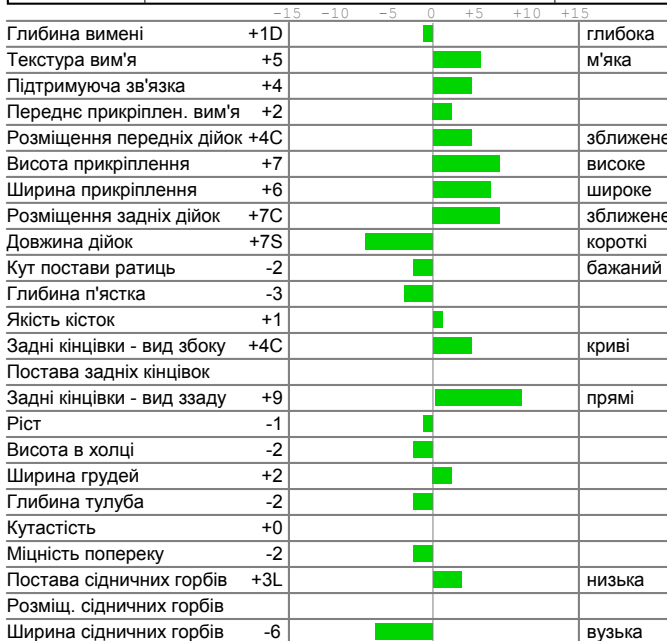 -15 -10 -5 0 +5 +10 +15
Глибина вимені +1D глибока
Текстура вим'я +5 м'яка
Підтримуюча зв'язка +4
Переднє прикріплен. вим'я +2
Розміщення передніх дійок +4C зближене
Висота прикріплення +7 високе
Ширина прикріплення +6 широке
Розміщення задніх дійок +7C зближене
Довжина дійок +7S короткі
Кут постави ратиць -2 бажаний
Глибина п'ястка -3
Якість кісток +1
Задні кінцівки - вид збоку +4C криві
Постава задніх кінцівок
Задні кінцівки - вид ззаду +9 прямі
Ріст -1
Висота в холці -2
Ширина грудей +2
Глибина тулуба -2
Кутастість +0
Міцність попереку -2
Постава сідничних горбів +3L низька
Розміщ. сідничних горбів
Ширина сідничних горбів -6 вузька